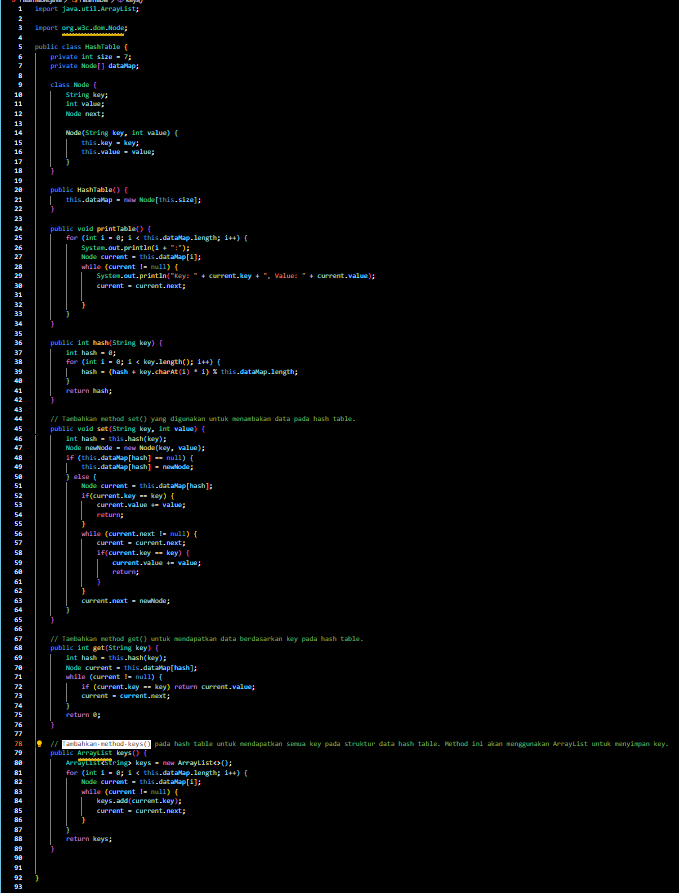 1 import java.util.ArrayList;
2
3 import org.w3c.dom.Node;
4
5 public class HashTable {
6 private int size = 7;
7 private Node[] dataMap;
8
9 class Node {
10 String key;
11 int value;
12 Node next;
13
14 Node(String key, int value) {
15 this.key = key;
16 this.value = value;
17 }
18 }
19
20 public HashTable() {
21 this.dataMap = new Node[this.size];
22 }
23
24 public void printTable() {
25 for (int i = 0; i < this.dataMap.length; i++) {
26 System.out.println(i + ":");
27 Node current = this.dataMap[i];
28 while (current != null) {
29 System.out.println("Key: " + current.key + ", Value: " + current.value);
30 current = current.next;
31
32 }
33 }
34 }
35
36 public int hash(String key) {
37 int hash = 0;
38 for (int i = 0; i < key.length(); i++) {
39 hash = (hash + key.charAt(i) * i) % this.dataMap.length;
40 }
41 return hash;
42 }
43
44 // Tambahkan method set() yang digunakan untuk menambakan data pada hash table.
45 public void set(String key, int value) {
46 int hash = this.hash(key);
47 Node newNode = new Node(key, value);
48 if (this.dataMap[hash] == null) {
49 this.dataMap[hash] = newNode;
50 } else {
51 Node current = this.dataMap[hash];
52 if(current.key == key) {
53 current.value += value;
54 return;
55 }
56 while (current.next != null) {
57 current = current.next;
58 if(current.key == key) {
59 current.value += value;
60 return;
61 }
62 }
63 current.next = newNode;
64 }
65 }
66
67 // Tambahkan method get() untuk mendapatkan data berdasarkan key pada hash table.
68 public int get(String key) {
69 int hash = this.hash(key);
70 Node current = this.dataMap[hash];
71 while (current != null) {
72 if (current.key == key) return current.value;
73 current = current.next;
74 }
75 return 0;
76 }
77
78 // Tambahkan method keys() pada hash table untuk mendapatkan semua key pada struktur data hash table. Method ini akan menggunakan ArrayList untuk menyimpan key.
79 public ArrayList keys() {
80 ArrayList<String> keys = new ArrayList<>();
81 for (int i = 0; i < this.dataMap.length; i++) {
82 Node current = this.dataMap[i];
83 while (current != null) {
84 keys.add(current.key);
85 current = current.next;
86 }
87 }
88 return keys;
89 }
90
91
92 }
93